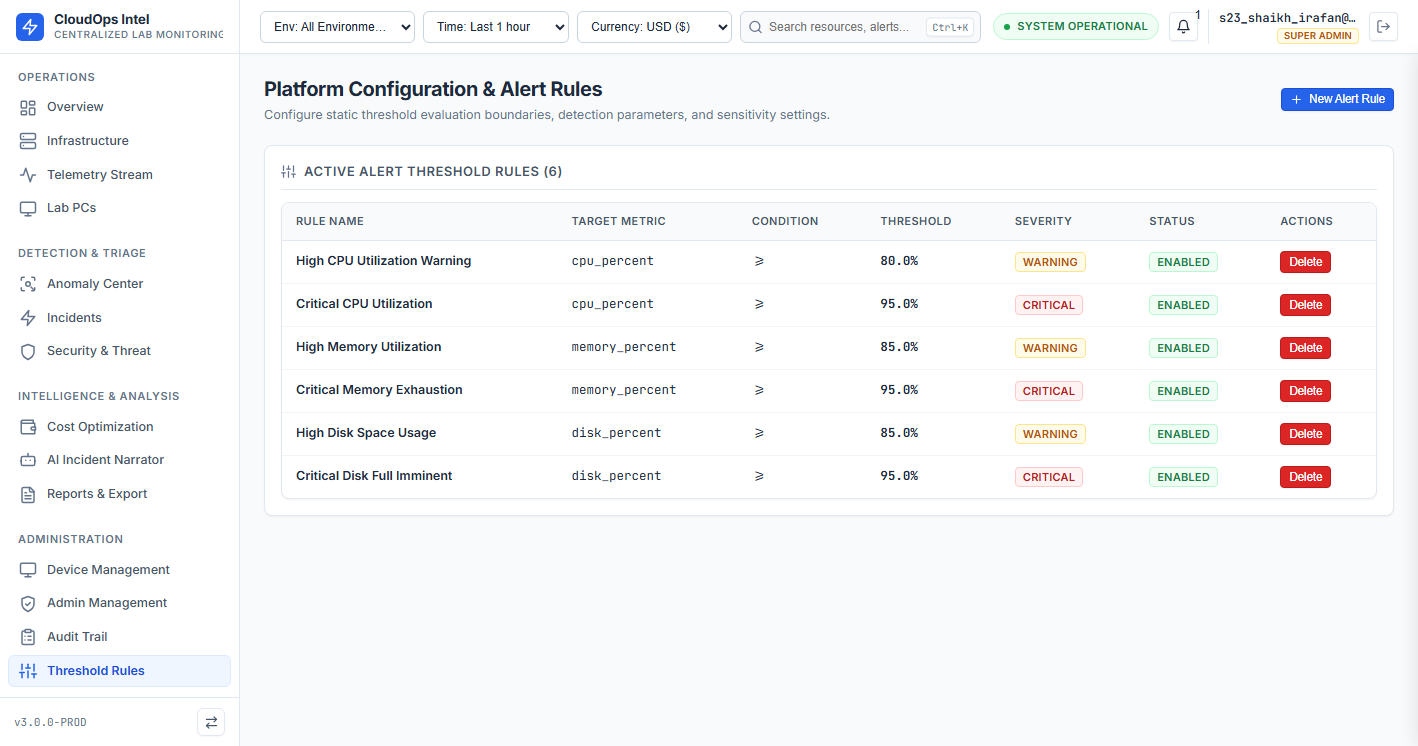 CloudOps Intel
CENTRALIZED LAB MONITORING
Env: All Environme...
Time: Last 1 hour
Currency: USD ($)
Search resources, alerts...
Ctrl+K
SYSTEM OPERATIONAL
1
s23_shaikh_irafan@…
SUPER ADMIN
OPERATIONS
Overview
Infrastructure
Telemetry Stream
Lab PCs
DETECTION & TRIAGE
Anomaly Center
Incidents
Security & Threat
INTELLIGENCE & ANALYSIS
Cost Optimization
AI Incident Narrator
Reports & Export
ADMINISTRATION
Device Management
Admin Management
Audit Trail
Threshold Rules
v3.0.0-PROD
Platform Configuration & Alert Rules
Configure static threshold evaluation boundaries, detection parameters, and sensitivity settings.
+ New Alert Rule
ACTIVE ALERT THRESHOLD RULES (6)
RULE NAME TARGET METRIC CONDITION THRESHOLD SEVERITY STATUS ACTIONS
High CPU Utilization Warning cpu_percent ⩾ 80.0% WARNING ENABLED Delete
Critical CPU Utilization cpu_percent ⩾ 95.0% CRITICAL ENABLED Delete
High Memory Utilization memory_percent ⩾ 85.0% WARNING ENABLED Delete
Critical Memory Exhaustion memory_percent ⩾ 95.0% CRITICAL ENABLED Delete
High Disk Space Usage disk_percent ⩾ 85.0% WARNING ENABLED Delete
Critical Disk Full Imminent disk_percent ⩾ 95.0% CRITICAL ENABLED Delete